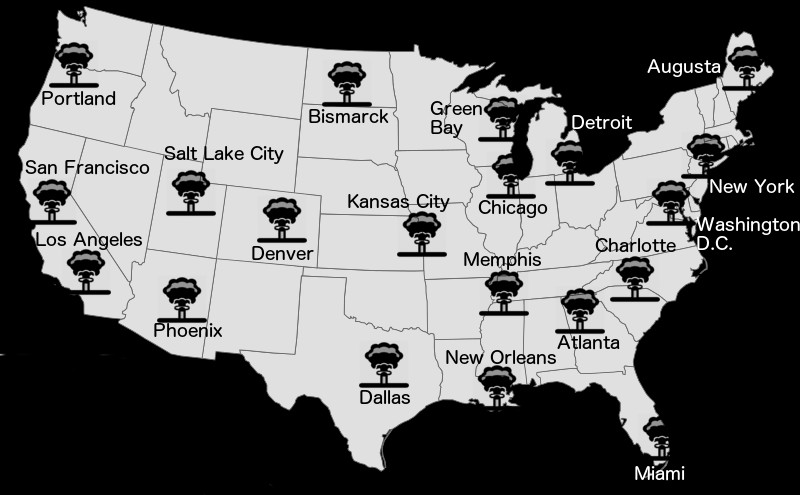 Augusta
Portland
Bismarck
Green
Bay
Detroit
San Francisco
Salt Lake City
New York
Kansas City
Chicago
Washington
D.C.
Los Angeles
Denver
Charlotte
Memphis
Phoenix
Atlanta
New Orleans
Dallas
Miami